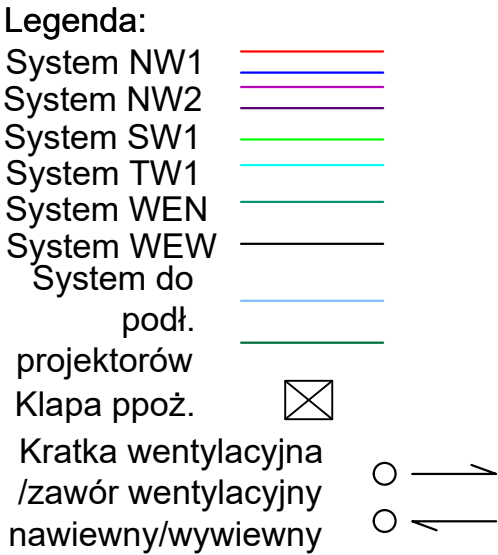 Legenda:
System NW1
System NW2
System SW1
System TW1
System WEN
System WEW
System do
podł.
projektorów
Klapa ppoż.
Kratka wentylacyjna
/zawór wentylacyjny
nawiewny/wywiewny